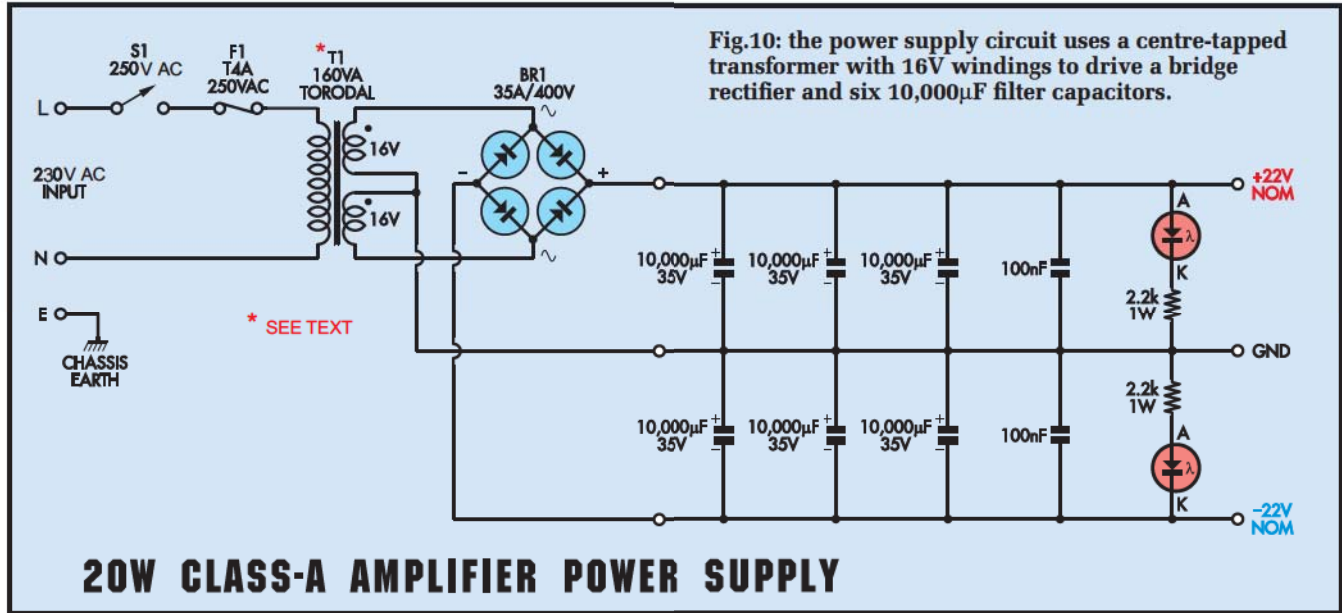 Fig.10: the power supply circuit uses a centre-tapped
transformer with 16V windings to drive a bridge
rectifier and six 10,000µF filter capacitors.
S1
250V AC
F1
T4A
250VAC
* T1
160VA
TORODAL
BR1
35A/400V
L
230V AC
INPUT
N
E
CHASSIS
EARTH
* SEE TEXT
16V
16V
~
~
-
+
10,000µF
35V
+
–
10,000µF
35V
+
–
10,000µF
35V
+
–
100nF
A
λ
K
2.2k
1W
+22V
NOM
GND
10,000µF
35V
+
–
10,000µF
35V
+
–
10,000µF
35V
+
–
100nF
2.2k
1W
A
λ
K
–22V
NOM
20W CLASS-A AMPLIFIER POWER SUPPLY